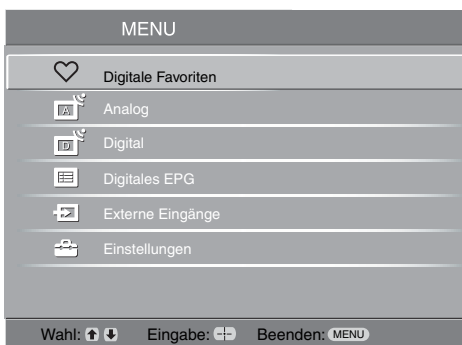 MENU
Digitale Favoriten
A Analog
D Digital
Digitales EPG
Externe Eingänge
Einstellungen
Wahl: Eingabe: Beenden: MENU